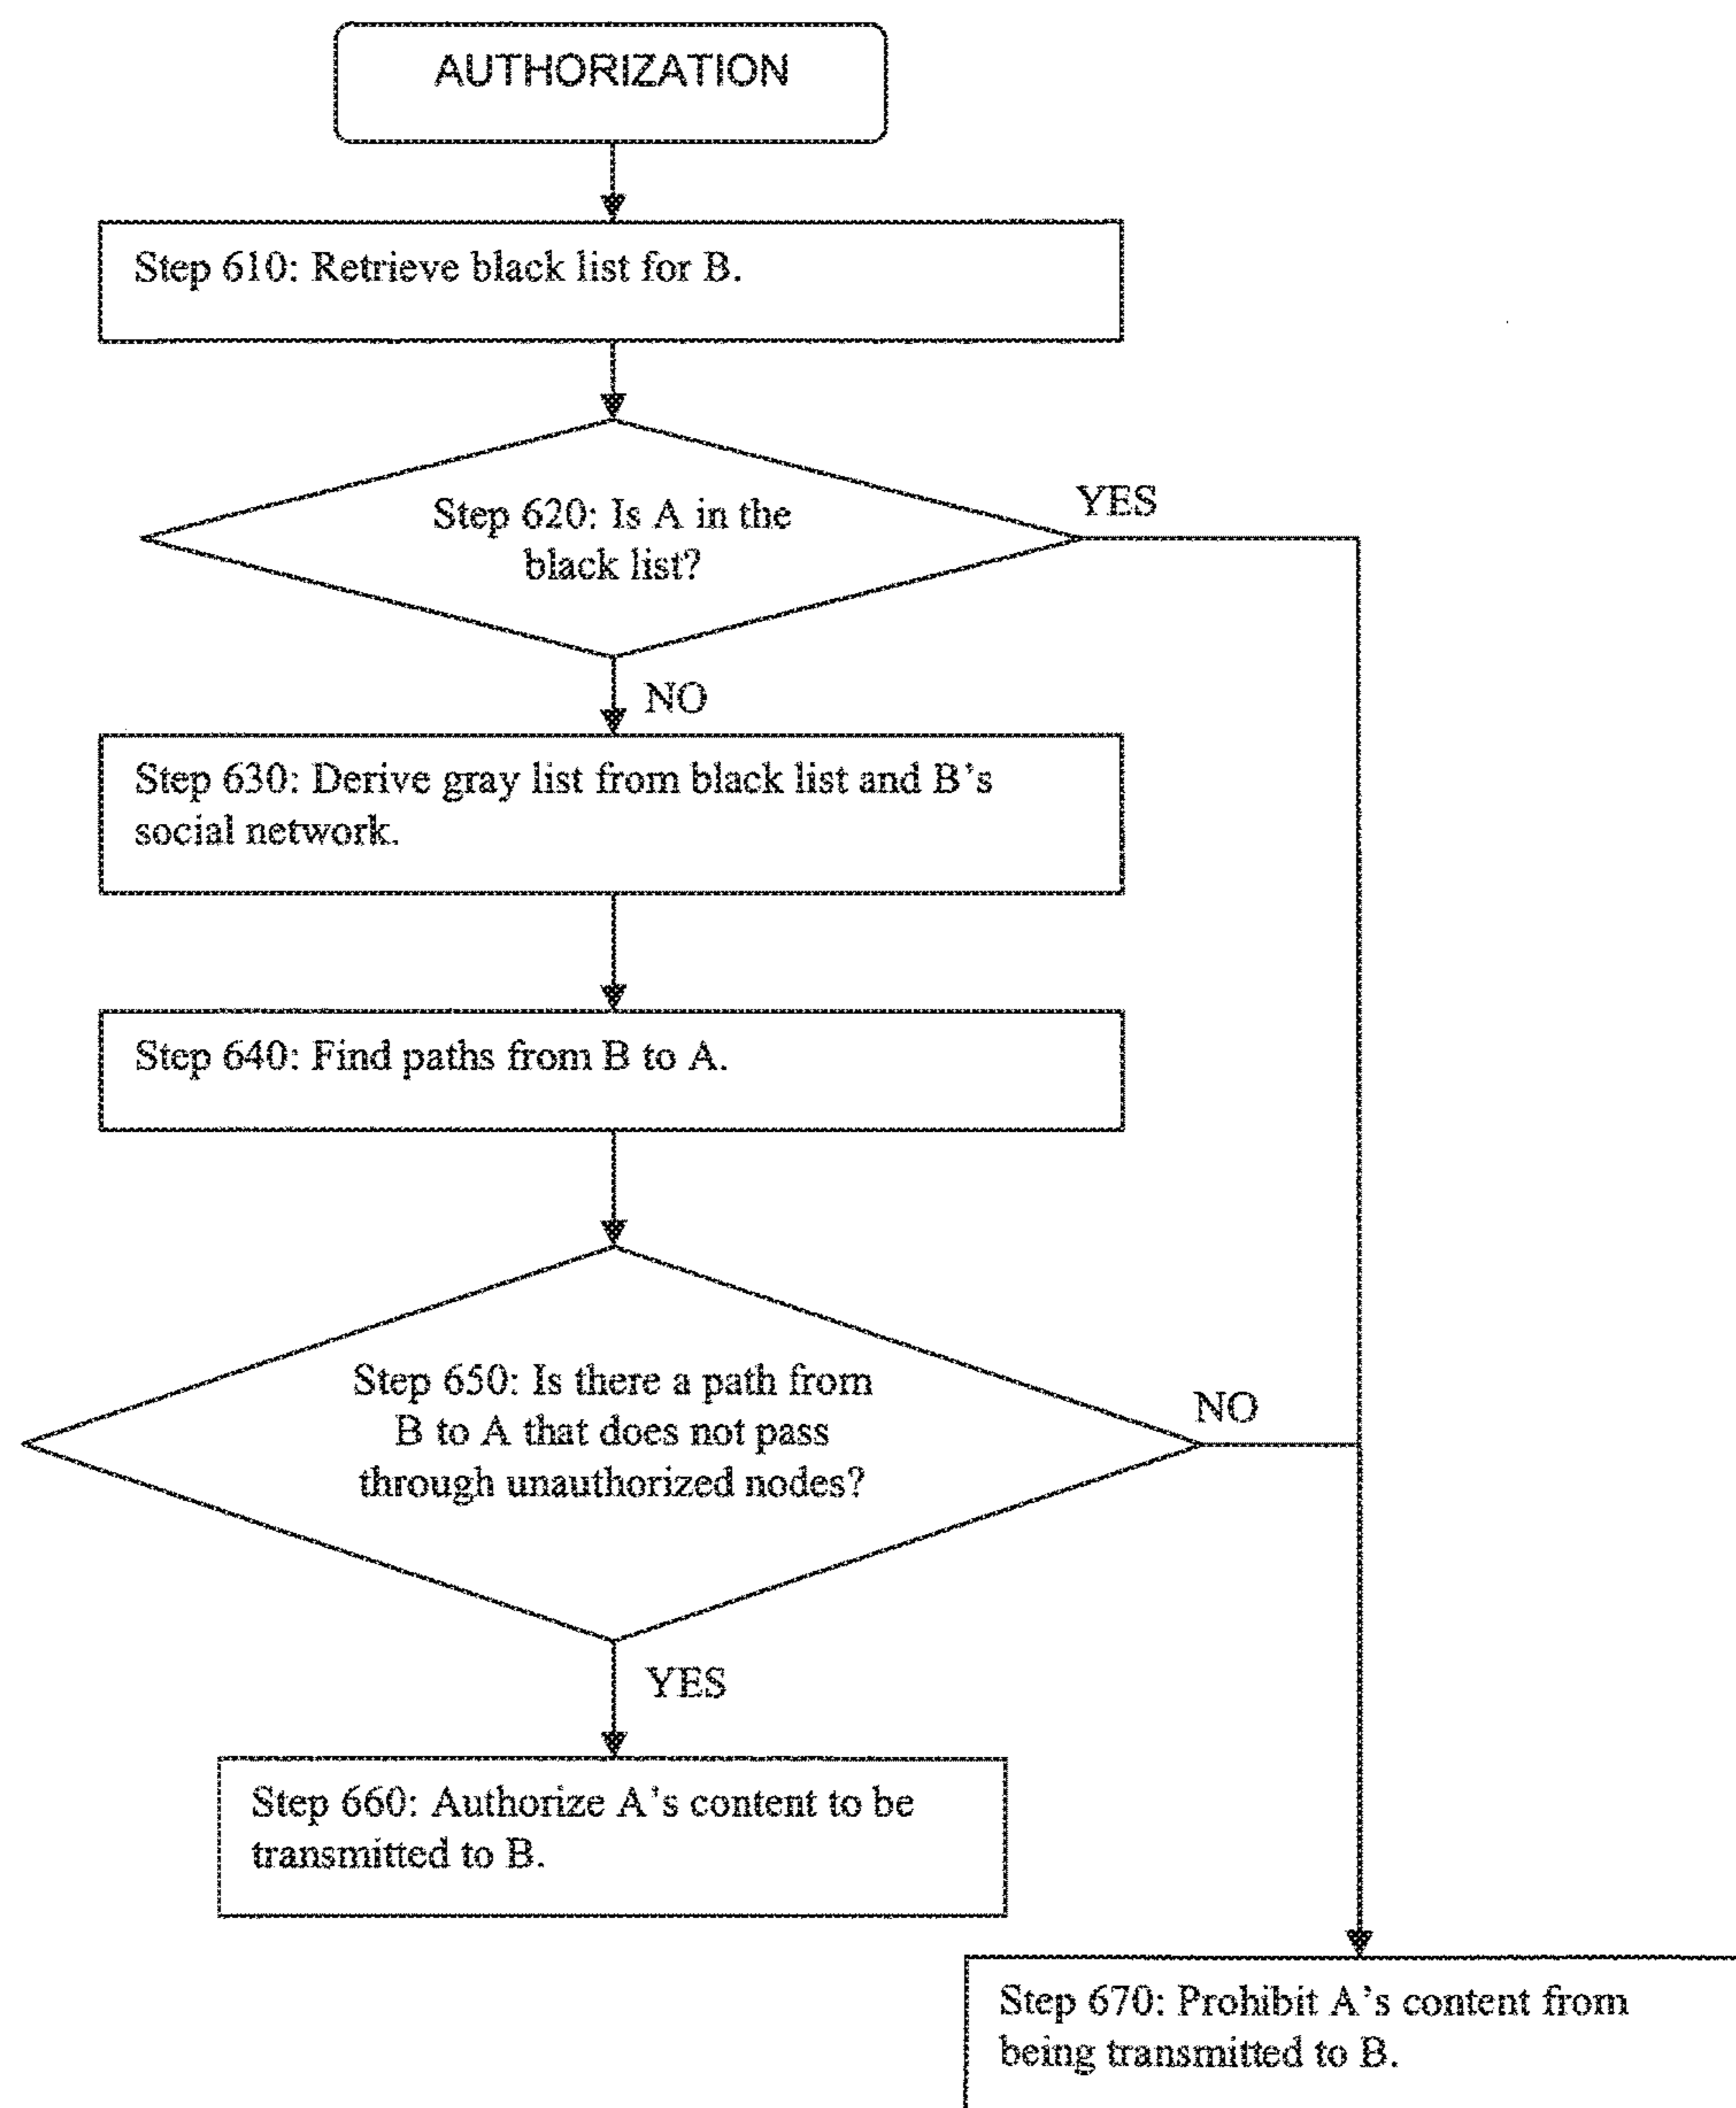 AUTHORIZATION
Step 610: Retrieve black list for B.
Step 620: Is A in the
black list?
YES
NO
Step 630: Derive gray list from black list and B's
social network.
Step 640: Find paths from B to A.
Step 650: Is there a path from
B to A that does not pass
through unauthorized nodes?
NO
YES
Step 660: Authorize A's content to be
transmitted to B.
Step 670: Prohibit A's content from
being transmitted to B.